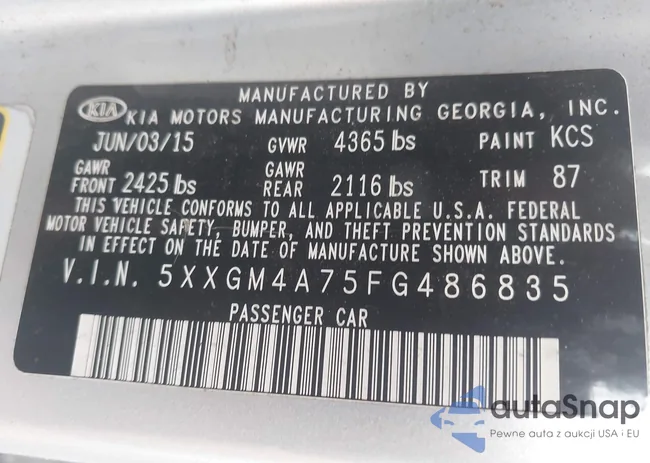 MANUFACTURED BY
KIA KIA MOTORS MANUFACTURING GEORGIA, INC.
JUN/03/15 GVWR 4365 lbs PAINT KCS
GAWR FRONT 2425 lbs GAWR REAR 2116 lbs TRIM 87
THIS VEHICLE CONFORMS TO ALL APPLICABLE U.S.A. FEDERAL
MOTOR VEHICLE SAFETY, BUMPER, AND THEFT PREVENTION STANDARDS
IN EFFECT ON THE DATE OF MANUFACTURE SHOWN ABOVE.
V.I.N. 5XXGM4A75FG486835
PASSENGER CAR
autaSnap
Pewne auta z aukcji USA i EU